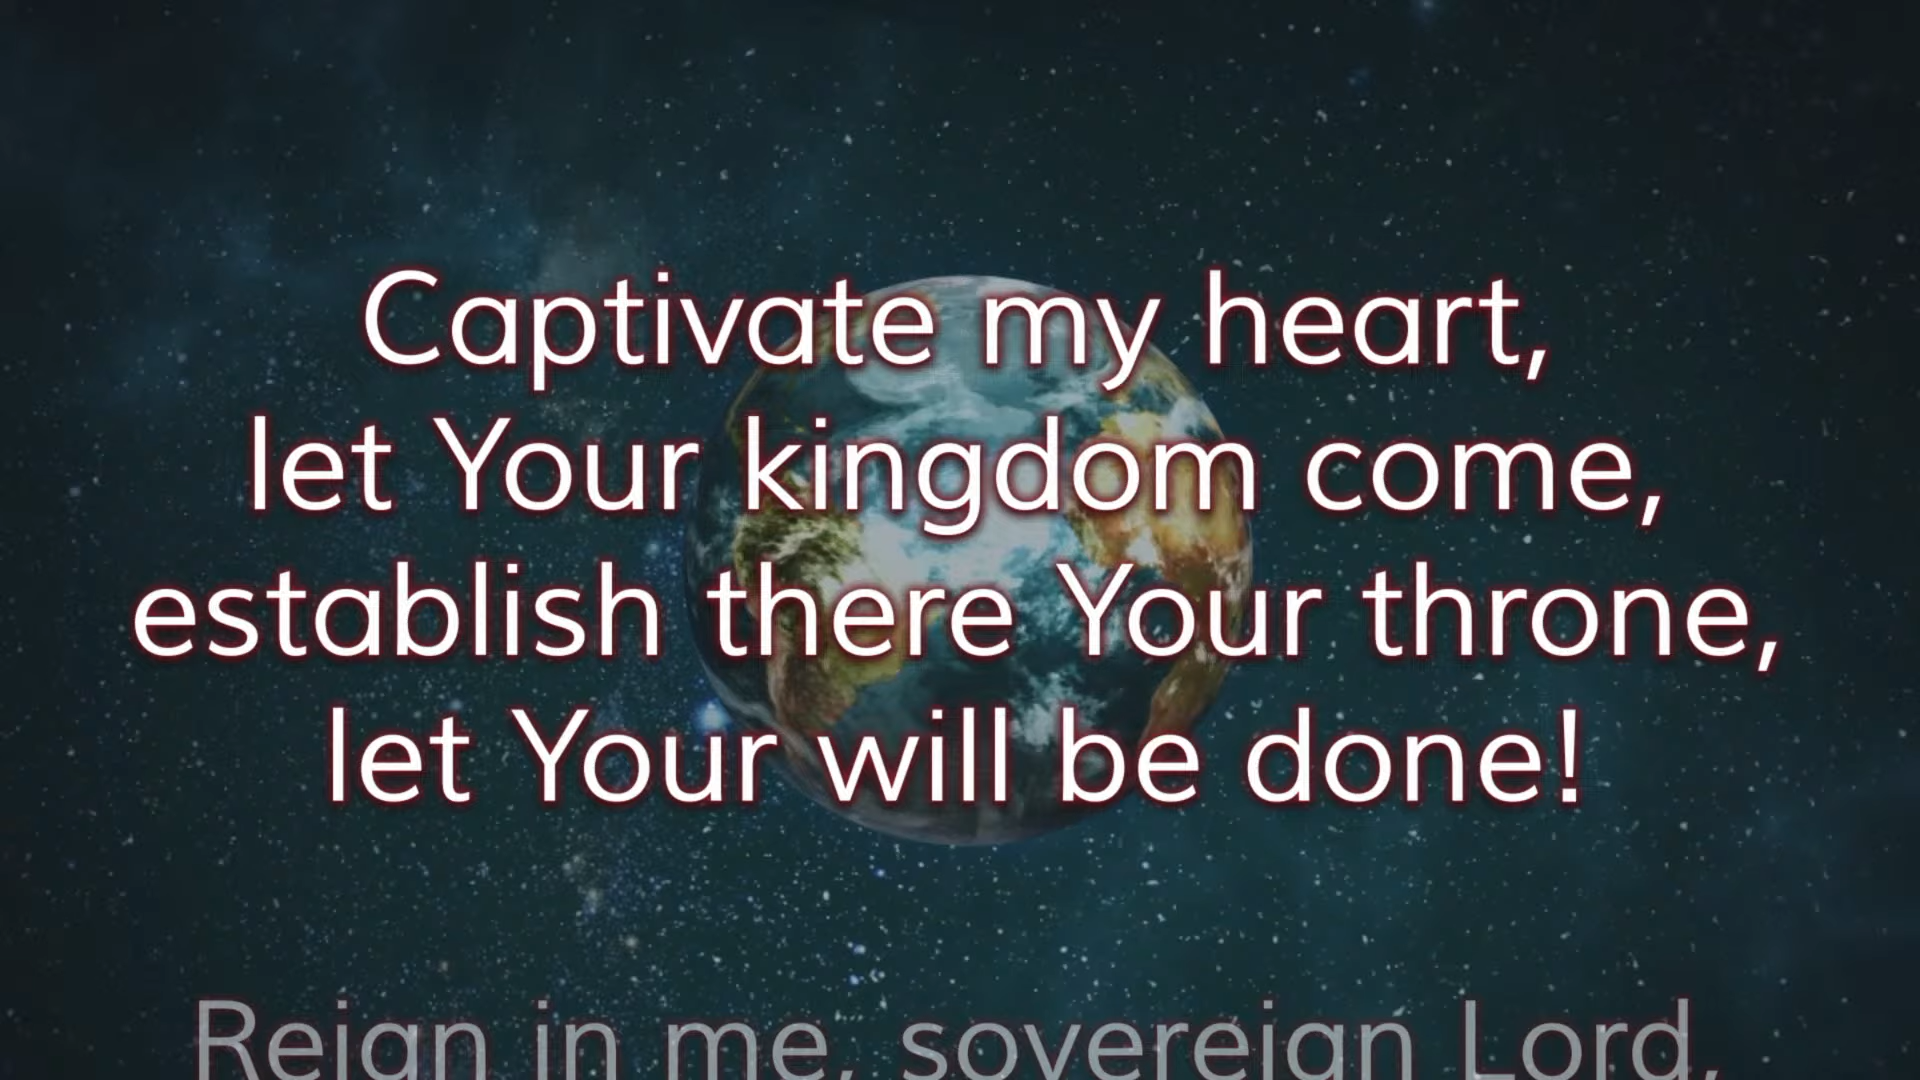 Captivate my heart,
let Your kingdom come,
establish there Your throne,
let Your will be done!
Reign in me, sovereign Lord,